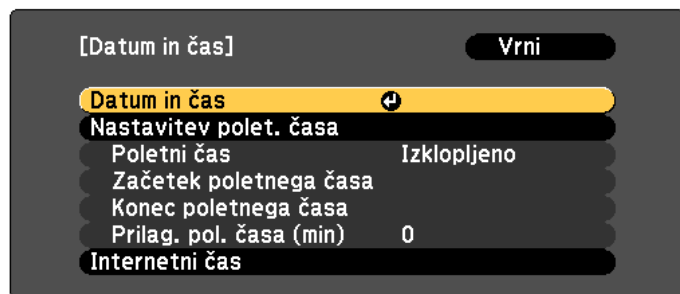 [Datum in čas] Vrni
Datum in čas
Nastavitev polet. časa
Poletni čas Izklopljeno
Začetek poletnega časa
Konec poletnega časa
Prilag. pol. časa (min) 0
Internetni čas